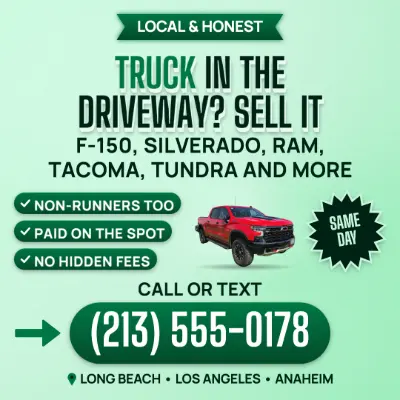 LOCAL & HONEST
TRUCK IN THE
DRIVEWAY? SELL IT
F-150, SILVERADO, RAM,
TACOMA, TUNDRA AND MORE
NON-RUNNERS TOO
PAID ON THE SPOT
NO HIDDEN FEES
SAME
DAY
CALL OR TEXT
(213) 555-0178
LONG BEACH • LOS ANGELES • ANAHEIM